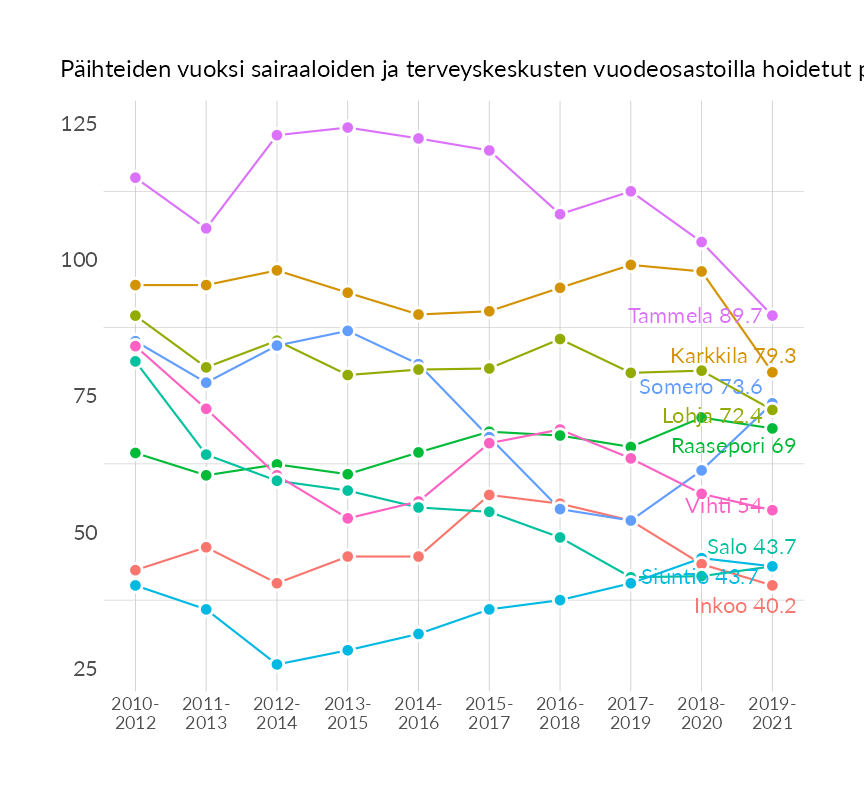 Päihteiden vuoksi sairaaloiden ja terveyskeskusten vuodeosastoilla hoidetut
125
100
75
50
25
Tammela 89.7
Karkkila 79.3
Somero 73.6
Lohja 72.4
Raasepori 69
Vihti 54
Salo 43.7
Siuntio 43.7
Inkoo 40.2
2010- 2011- 2012- 2013- 2014- 2015- 2016- 2017- 2018- 2019-
2012 2013 2014 2015 2016 2017 2018 2019 2020 2021